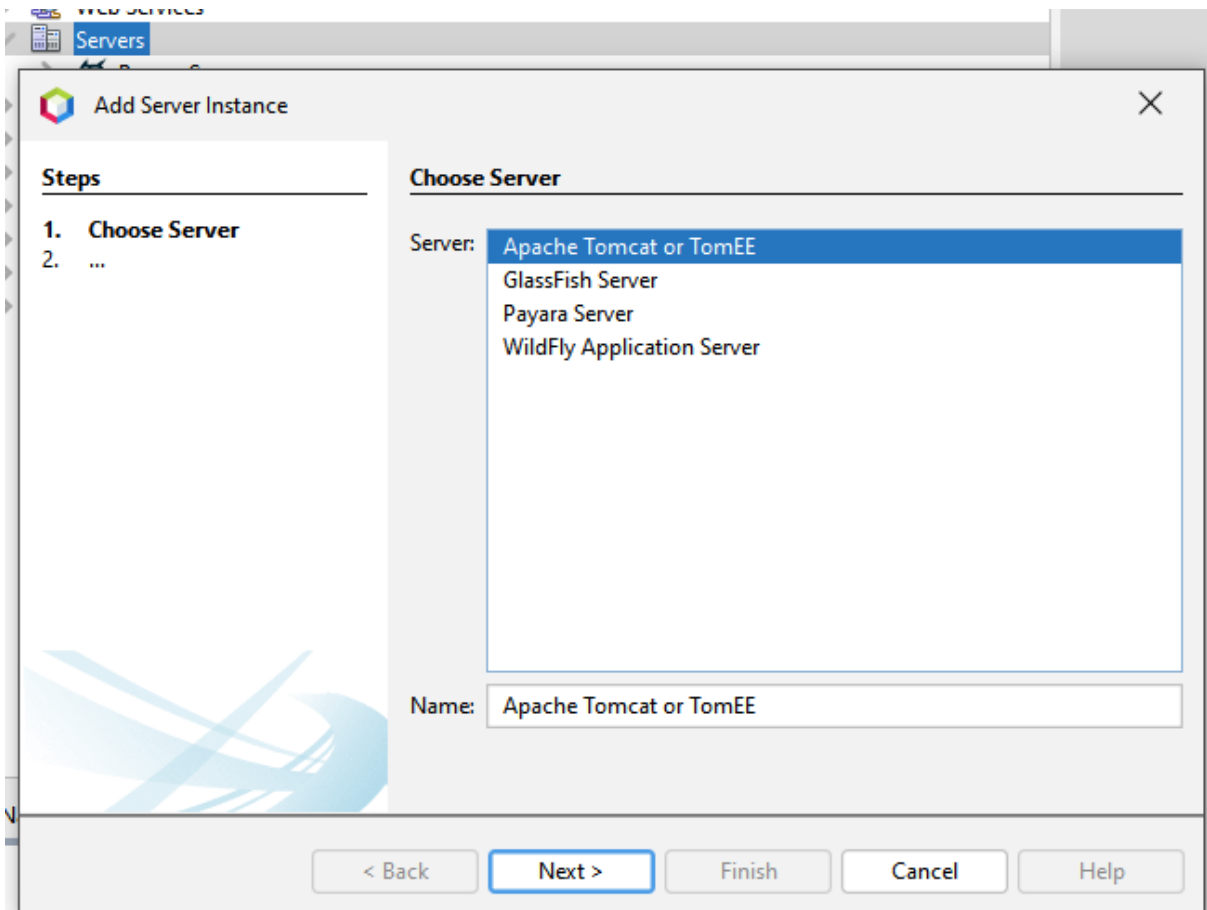 Web Services
Servers
Add Server Instance
Steps
1. Choose Server
2. ...
Choose Server
Server:
Apache Tomcat or TomEE
GlassFish Server
Payara Server
WildFly Application Server
Name: Apache Tomcat or TomEE
< Back
Next >
Finish
Cancel
Help